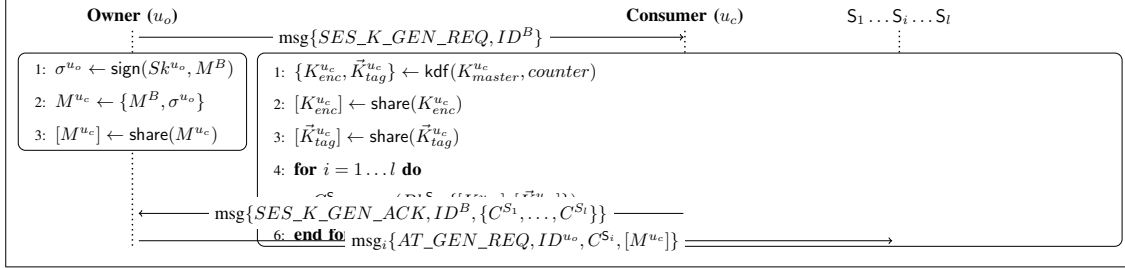 Owner (u_o) Consumer (u_c) S_1 … S_i … S_l
msg{SES_K_GEN_REQ, ID^B}
1: σ^{u_o} ← sign(Sk^{u_o}, M^B)
2: M^{u_c} ← {M^B, σ^{u_o}}
3: [M^{u_c}] ← share(M^{u_c})
1: {K^{u_c}_{enc}, \vec{K}^{u_c}_{tag}} ← kdf(K^{u_c}_{master}, counter)
2: [K^{u_c}_{enc}] ← share(K^{u_c}_{enc})
3: [\vec{K}^{u_c}_{tag}] ← share(\vec{K}^{u_c}_{tag})
4: for i = 1 … l do
msg{SES_K_GEN_ACK, ID^B, {C^{S_1}, …, C^{S_l}}}
6: end for
msg_i{AT_GEN_REQ, ID^{u_o}, C^{S_i}, [M^{u_c}]}